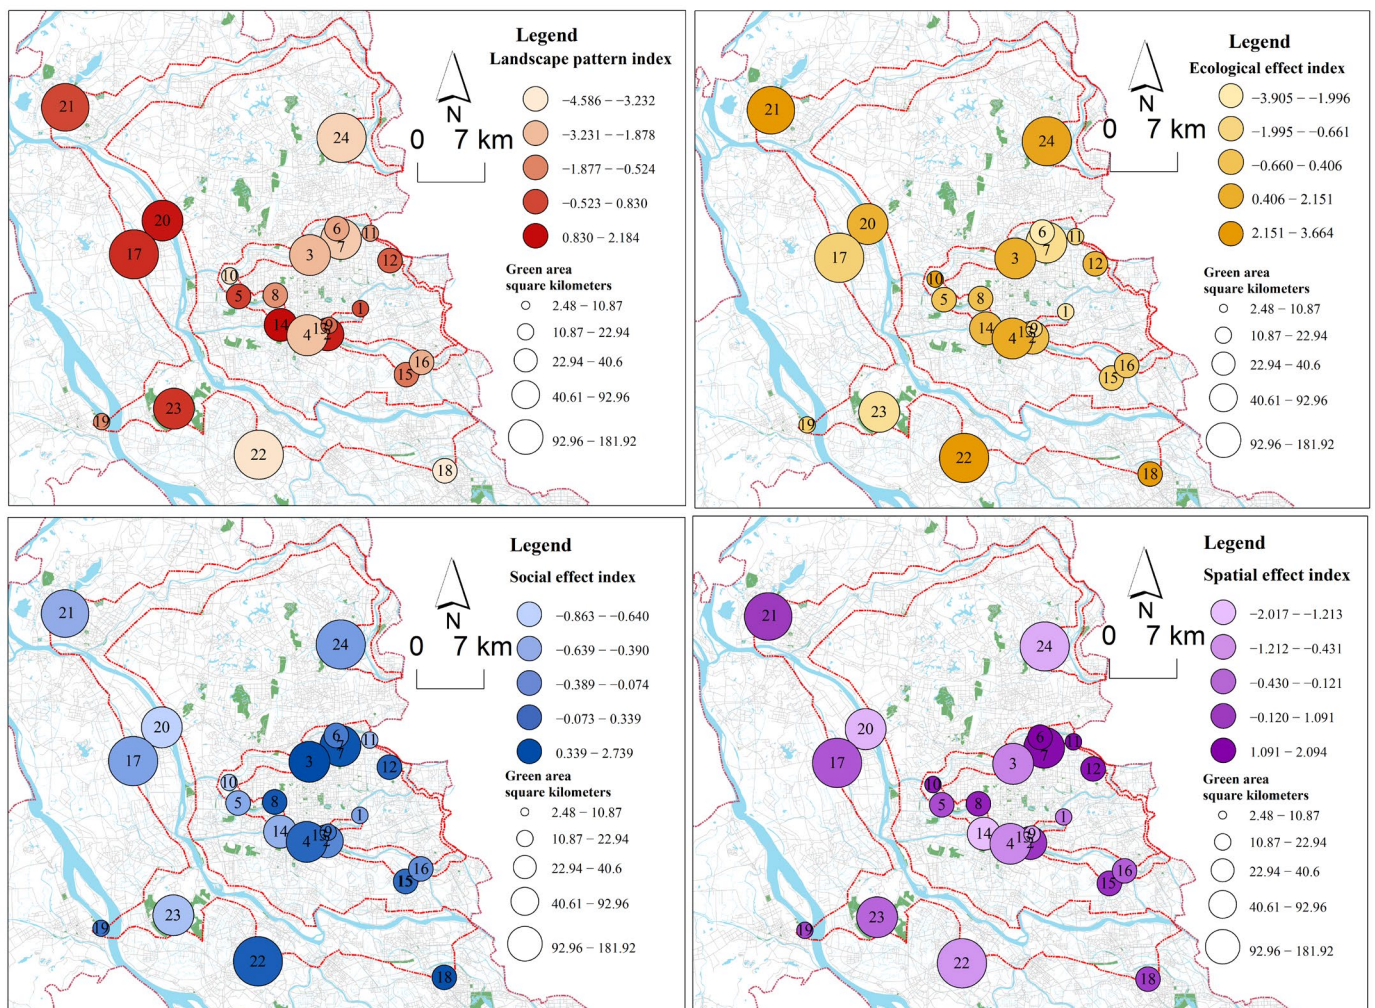 Legend
Landscape pattern index
−4.586 − −3.232
−3.231 − −1.878
−1.877 − −0.524
−0.523 − 0.830
0.830 − 2.184
Green area
square kilometers
2.48 − 10.87
10.87 − 22.94
22.94 − 40.6
40.61 − 92.96
92.96 − 181.92
N
0 7 km
21
24
20
17
6
7
11
3
12
10
5
8
1
14
4
15
9
2
16
15
23
19
22
18
Legend
Ecological effect index
−3.905 − −1.996
−1.995 − −0.661
−0.660 − 0.406
0.406 − 2.151
2.151 − 3.664
Green area
square kilometers
2.48 − 10.87
10.87 − 22.94
22.94 − 40.6
40.61 − 92.96
92.96 − 181.92
N
0 7 km
21
24
20
17
6
7
11
3
12
10
5
8
1
14
4
15
9
2
16
15
23
19
22
18
Legend
Social effect index
−0.863 − −0.640
−0.639 − −0.390
−0.389 − −0.074
−0.073 − 0.339
0.339 − 2.739
Green area
square kilometers
2.48 − 10.87
10.87 − 22.94
22.94 − 40.6
40.61 − 92.96
92.96 − 181.92
N
0 7 km
21
24
20
17
6
7
11
3
12
10
5
8
1
14
4
15
9
2
16
15
23
19
22
18
Legend
Spatial effect index
−2.017 − −1.213
−1.212 − −0.431
−0.430 − −0.121
−0.120 − 1.091
1.091 − 2.094
Green area
square kilometers
2.48 − 10.87
10.87 − 22.94
22.94 − 40.6
40.61 − 92.96
92.96 − 181.92
N
0 7 km
21
24
20
17
6
7
11
3
12
10
5
8
1
14
4
15
9
2
16
15
23
19
22
18